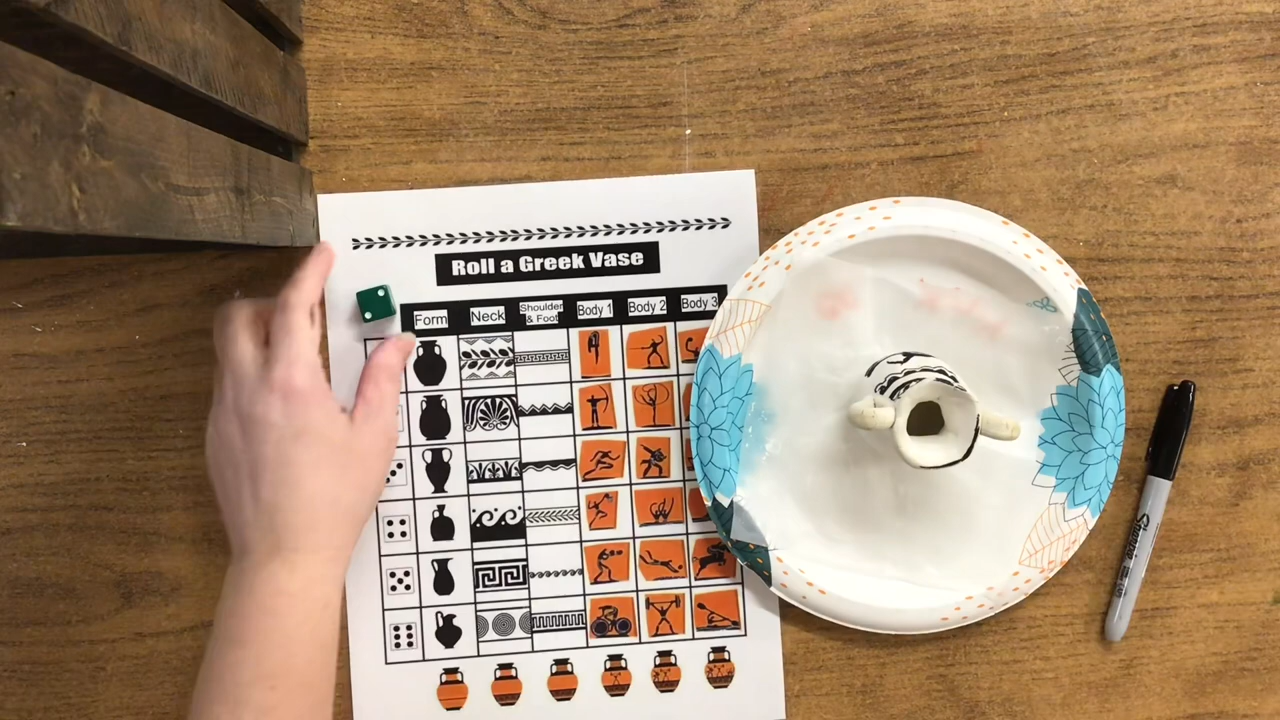 Roll a Greek Vase
Form Neck Shoulder & Foot Body 1 Body 2 Body 3
Sharpie